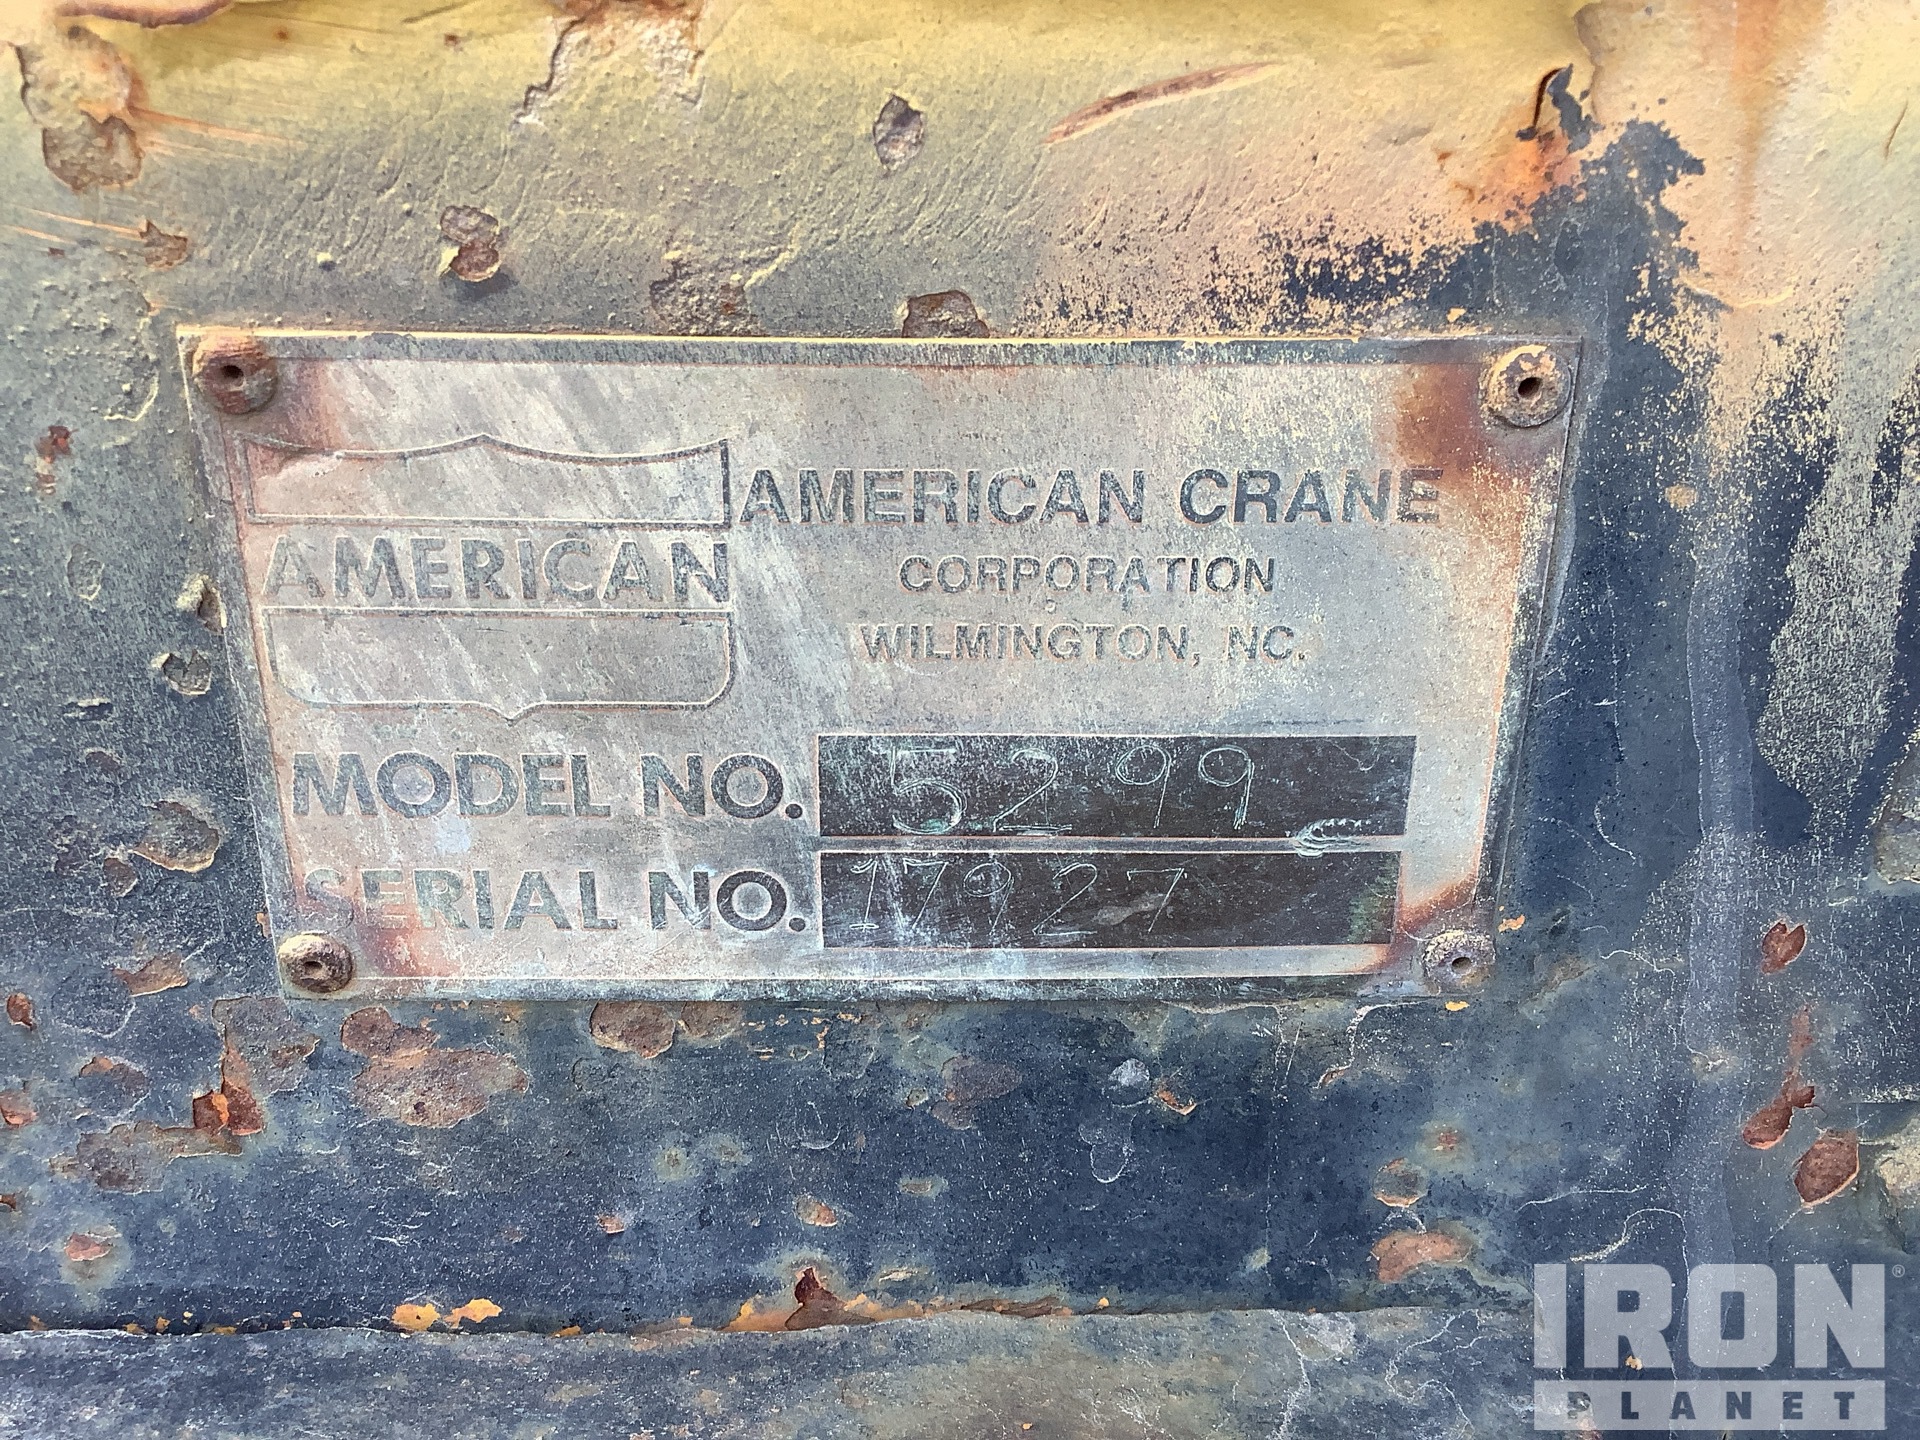 AMERICAN
AMERICAN CRANE
CORPORATION
WILMINGTON, NC.
MODEL NO. 5299
SERIAL NO. 17927
IRON®
PLANET